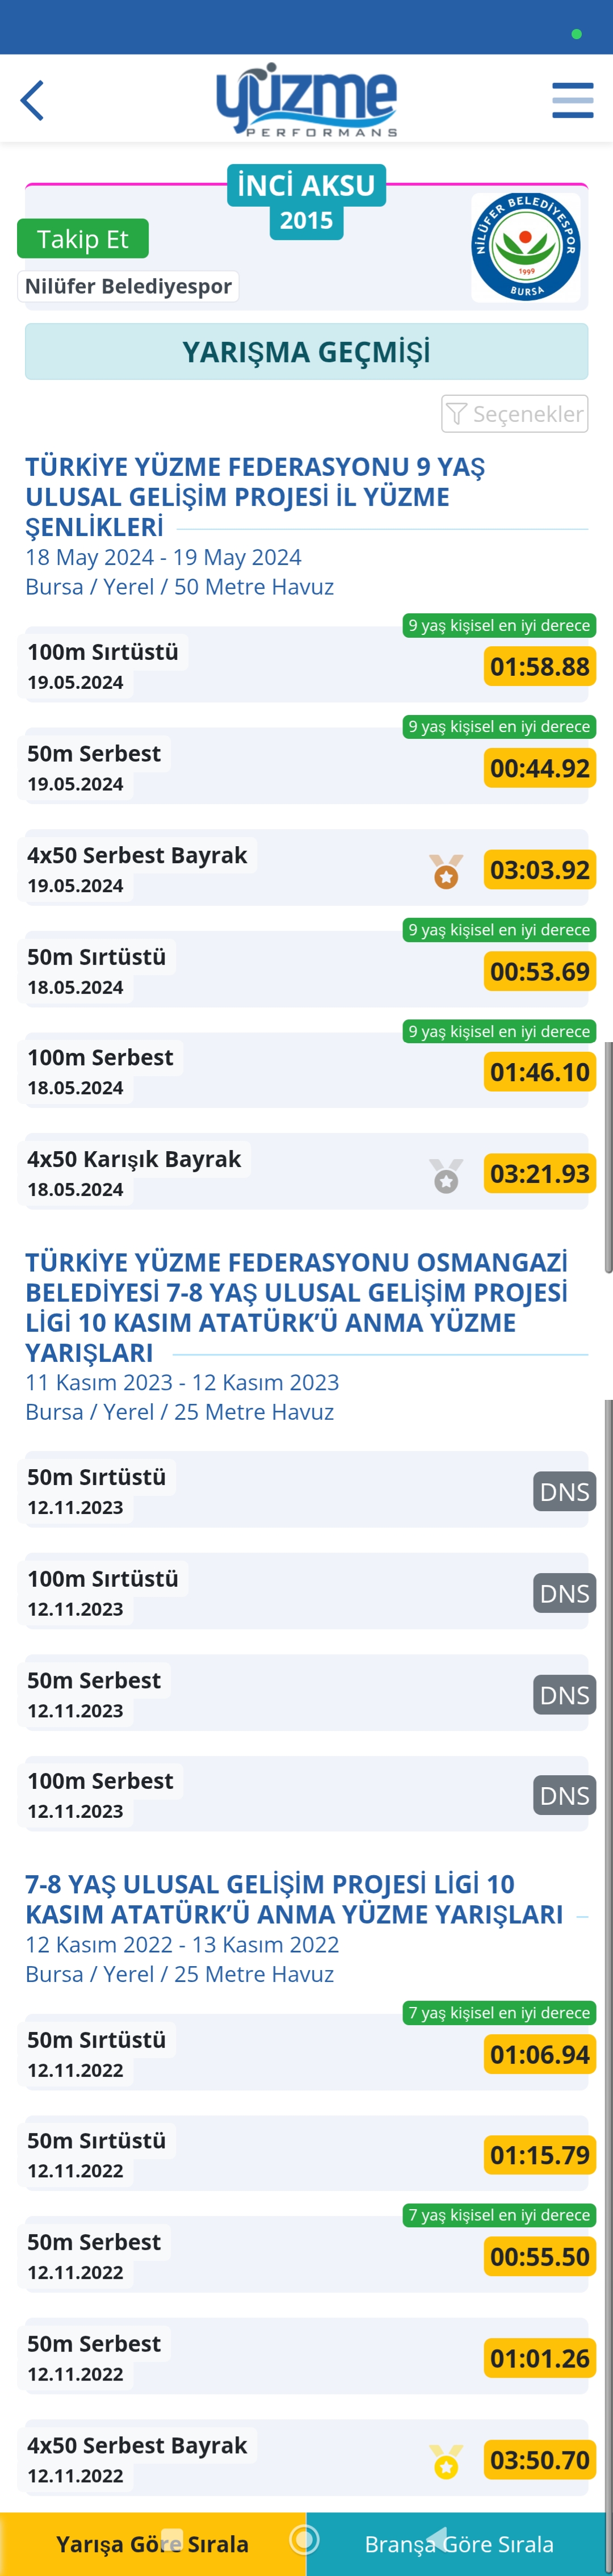 yüzme
PERFORMANS
İNCİ AKSU
2015
Takip Et
Nilüfer Belediyespor
NİLÜFER BELEDİYESPOR
1999
BURSA
YARIŞMA GEÇMİŞİ
Seçenekler
TÜRKİYE YÜZME FEDERASYONU 9 YAŞ
ULUSAL GELİŞİM PROJESİ İL YÜZME
ŞENLİKLERİ
18 May 2024 - 19 May 2024
Bursa / Yerel / 50 Metre Havuz
9 yaş kişisel en iyi derece
100m Sırtüstü
01:58.88
19.05.2024
9 yaş kişisel en iyi derece
50m Serbest
00:44.92
19.05.2024
4x50 Serbest Bayrak
03:03.92
19.05.2024
9 yaş kişisel en iyi derece
50m Sırtüstü
00:53.69
18.05.2024
9 yaş kişisel en iyi derece
100m Serbest
01:46.10
18.05.2024
4x50 Karışık Bayrak
03:21.93
18.05.2024
TÜRKİYE YÜZME FEDERASYONU OSMANGAZİ
BELEDİYESİ 7-8 YAŞ ULUSAL GELİŞİM PROJESİ
LİGİ 10 KASIM ATATÜRK’Ü ANMA YÜZME
YARIŞLARI
11 Kasım 2023 - 12 Kasım 2023
Bursa / Yerel / 25 Metre Havuz
50m Sırtüstü
DNS
12.11.2023
100m Sırtüstü
DNS
12.11.2023
50m Serbest
DNS
12.11.2023
100m Serbest
DNS
12.11.2023
7-8 YAŞ ULUSAL GELİŞİM PROJESİ LİGİ 10
KASIM ATATÜRK’Ü ANMA YÜZME YARIŞLARI
12 Kasım 2022 - 13 Kasım 2022
Bursa / Yerel / 25 Metre Havuz
7 yaş kişisel en iyi derece
50m Sırtüstü
01:06.94
12.11.2022
50m Sırtüstü
01:15.79
12.11.2022
7 yaş kişisel en iyi derece
50m Serbest
00:55.50
12.11.2022
50m Serbest
01:01.26
12.11.2022
4x50 Serbest Bayrak
03:50.70
12.11.2022
Yarışa Göre Sırala
Branşa Göre Sırala